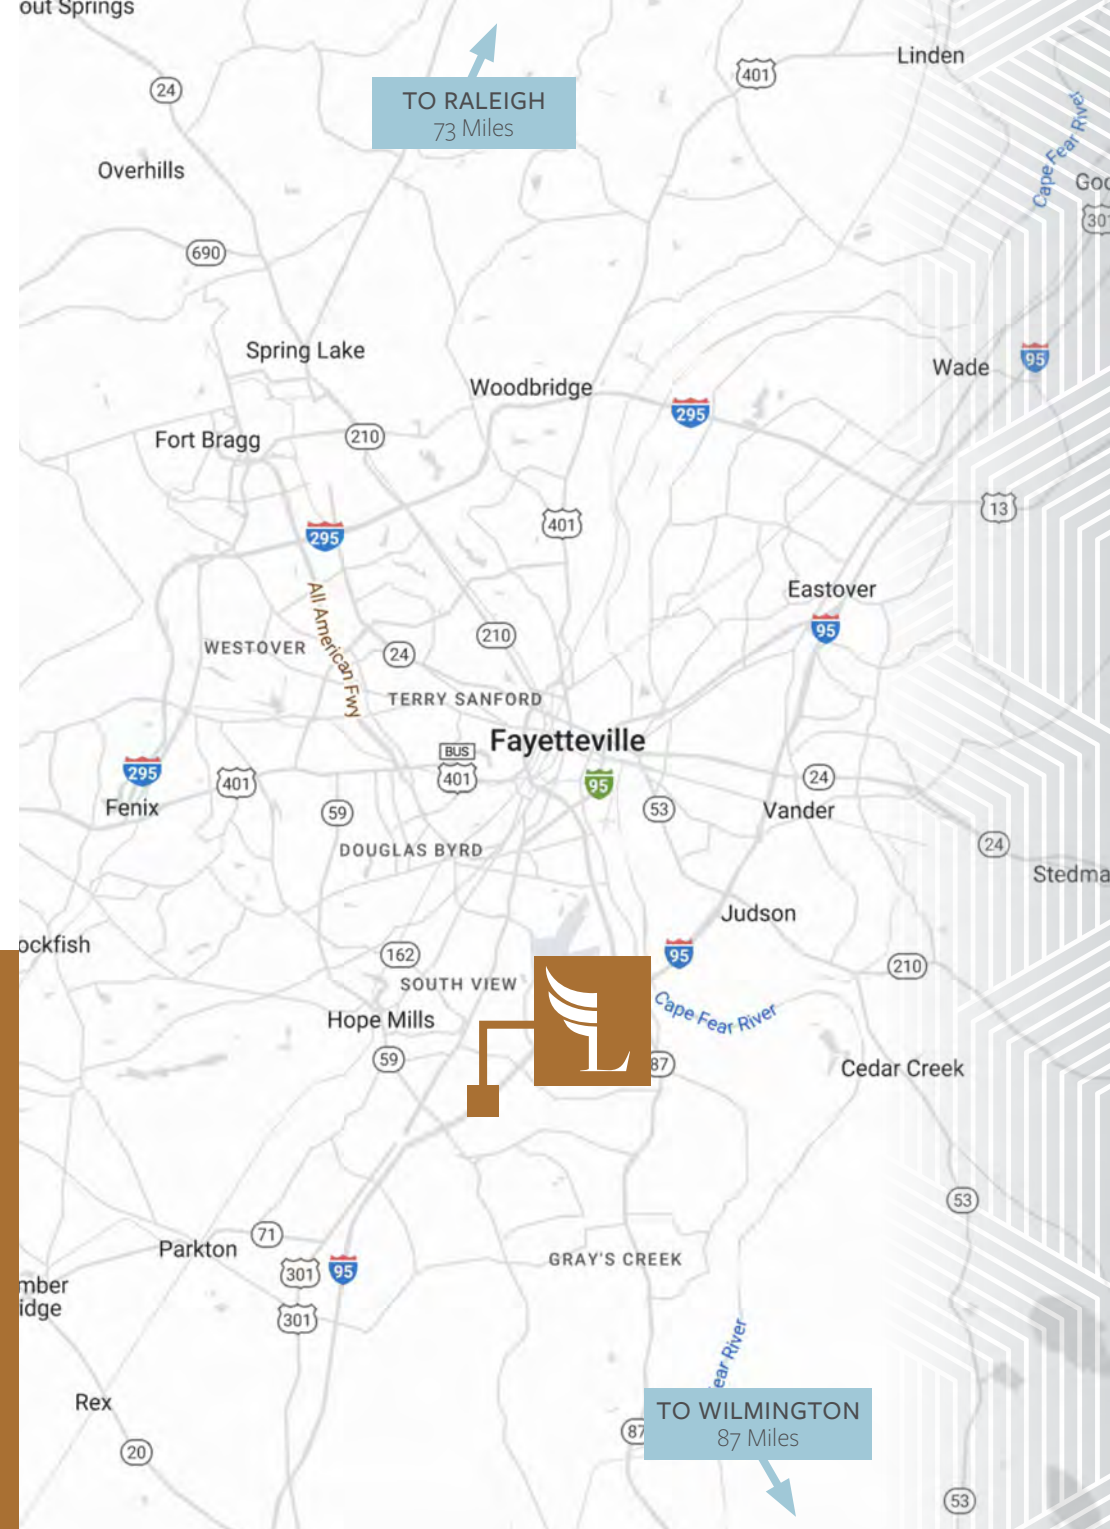 out Springs
Linden
401
24
TO RALEIGH
73 Miles
Cape Fear River
Overhills
Goo
301
690
Spring Lake
95
Wade
Woodbridge
295
210
Fort Bragg
13
401
295
Eastover
95
All American Fwy
210
WESTOVER
24
TERRY SANFORD
Fayetteville
BUS
401
295
401
95
24
Fenix
59
53
Vander
24
DOUGLAS BYRD
Stedma
Judson
ockfish
162
95
210
SOUTH VIEW
L
Cape Fear River
Hope Mills
59
87
Cedar Creek
53
71
Parkton
GRAY'S CREEK
301
95
mber
idge
301
ear River
Rex
TO WILMINGTON
87 Miles
87
20
53